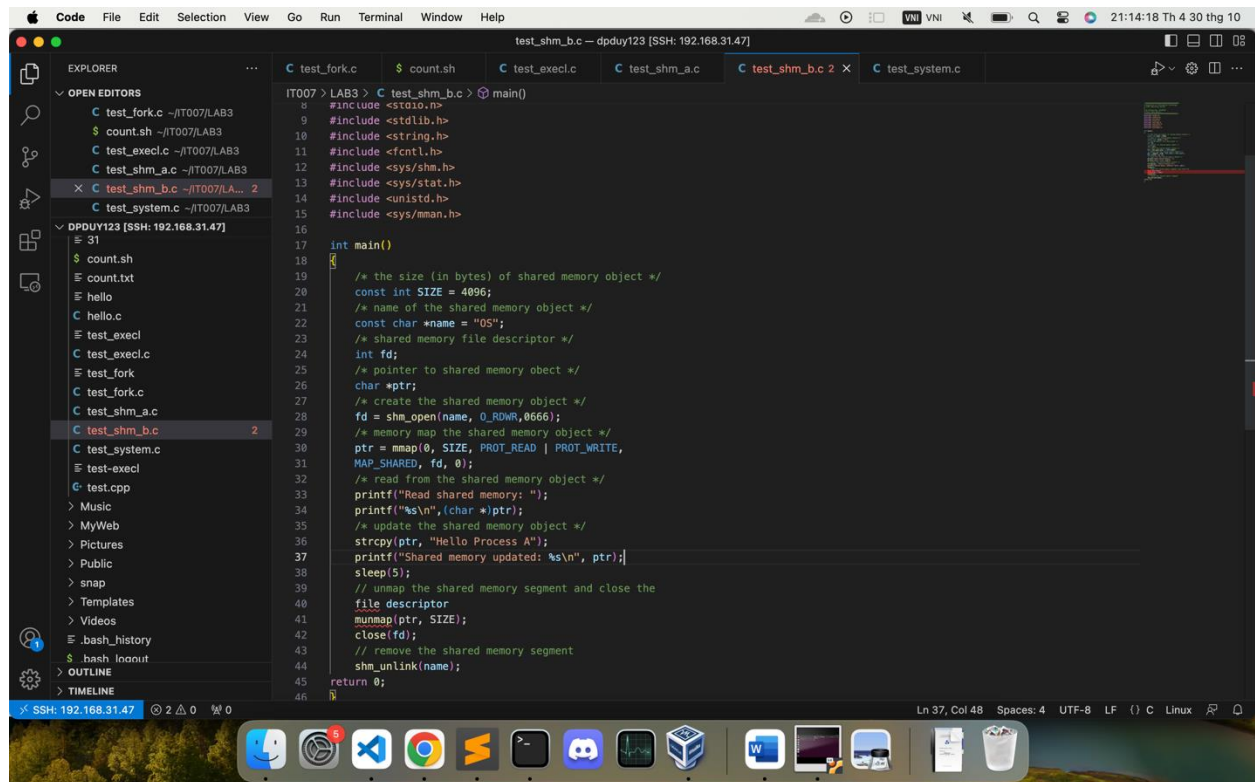 Code File Edit Selection View Go Run Terminal Window Help VNI VNI 21:14:18 Th 4 30 thg 10
test_shm_b.c — dpduy123 [SSH: 192.168.31.47]
EXPLORER ...
C test_fork.c $ count.sh C test_execl.c C test_shm_a.c C test_shm_b.c 2 × C test_system.c
OPEN EDITORS
C test_fork.c ~/IT007/LAB3
$ count.sh ~/IT007/LAB3
C test_execl.c ~/IT007/LAB3
C test_shm_a.c ~/IT007/LAB3
× C test_shm_b.c ~/IT007/LA... 2
C test_system.c ~/IT007/LAB3
DPDUY123 [SSH: 192.168.31.47]
31
$ count.sh
count.txt
hello
C hello.c
test_execl
C test_execl.c
test_fork
C test_fork.c
C test_shm_a.c
C test_shm_b.c 2
C test_system.c
test-execl
test.cpp
> Music
> MyWeb
> Pictures
> Public
> snap
> Templates
> Videos
.bash_history
$ .bash_logout
> OUTLINE
> TIMELINE
IT007 > LAB3 > C test_shm_b.c > main()
8 #include <stdio.h>
9 #include <stdlib.h>
10 #include <string.h>
11 #include <fcntl.h>
12 #include <sys/shm.h>
13 #include <sys/stat.h>
14 #include <unistd.h>
15 #include <sys/mman.h>
16
17 int main()
18 {
19 /* the size (in bytes) of shared memory object */
20 const int SIZE = 4096;
21 /* name of the shared memory object */
22 const char *name = "OS";
23 /* shared memory file descriptor */
24 int fd;
25 /* pointer to shared memory obect */
26 char *ptr;
27 /* create the shared memory object */
28 fd = shm_open(name, O_RDWR,0666);
29 /* memory map the shared memory object */
30 ptr = mmap(0, SIZE, PROT_READ | PROT_WRITE,
31 MAP_SHARED, fd, 0);
32 /* read from the shared memory object */
33 printf("Read shared memory: ");
34 printf("%s\n",(char *)ptr);
35 /* update the shared memory object */
36 strcpy(ptr, "Hello Process A");
37 printf("Shared memory updated: %s\n", ptr);
38 sleep(5);
39 // unmap the shared memory segment and close the
40 file descriptor
41 munmap(ptr, SIZE);
42 close(fd);
43 // remove the shared memory segment
44 shm_unlink(name);
45 return 0;
46 }
1
SSH: 192.168.31.47 2 0 0 Ln 37, Col 48 Spaces: 4 UTF-8 LF {} C Linux
5